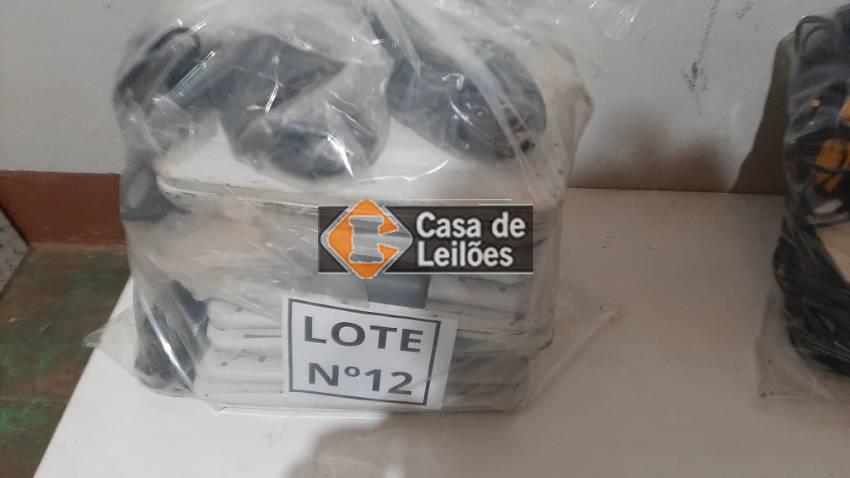 Casa de
Leilões
LOTE
Nº12